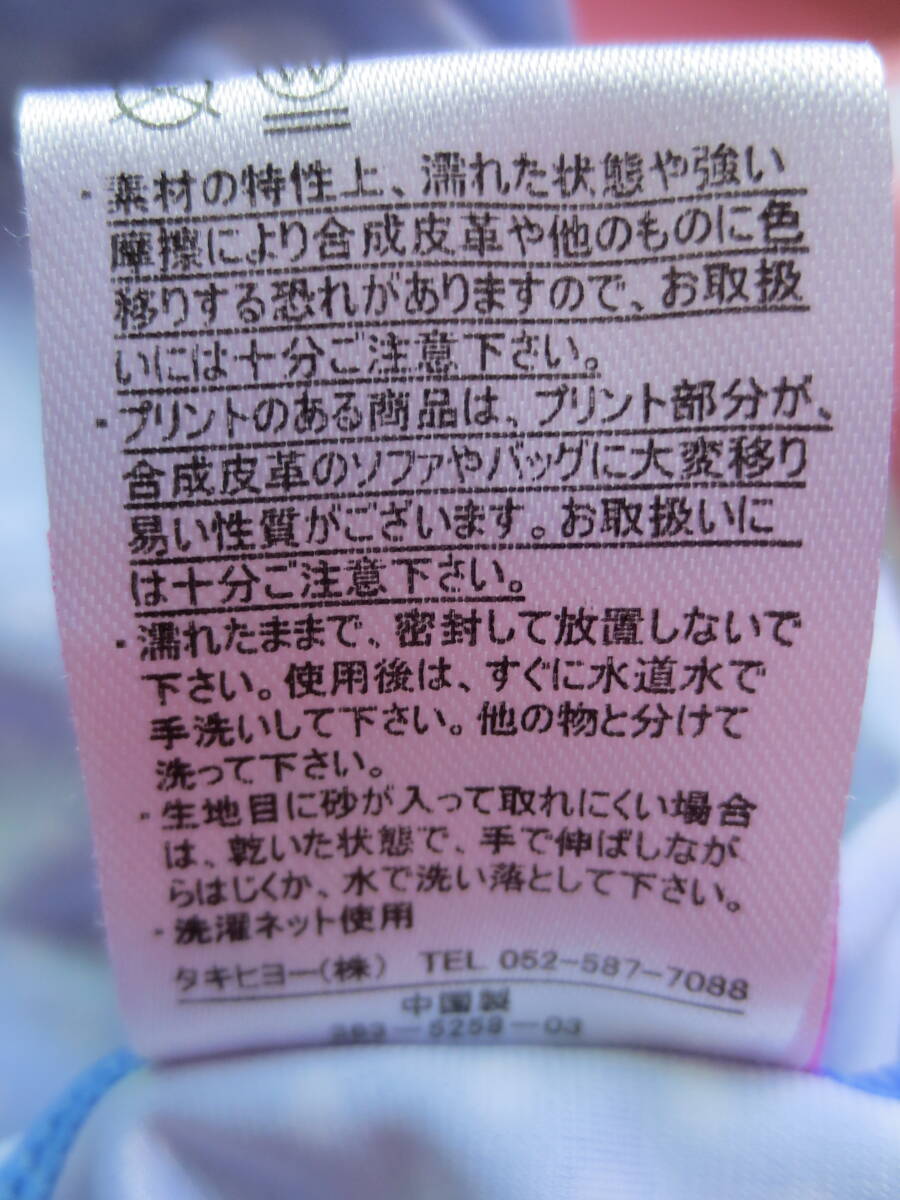 W
・素材の特性上、濡れた状態や強い
摩擦により合成皮革や他のものに色
移りする恐れがありますので、お取扱
いには十分ご注意下さい。
・プリントのある商品は、プリント部分が、
合成皮革のソファやバッグに大変移り
易い性質がございます。お取扱いに
は十分ご注意下さい。
・濡れたままで、密封して放置しないで
下さい。使用後は、すぐに水道水で
手洗いして下さい。他の物と分けて
洗って下さい。
・生地目に砂が入って取れにくい場合
は、乾いた状態で、手で伸ばしなが
らはじくか、水で洗い落として下さい。
・洗濯ネット使用
タキヒヨー(株) TEL 052-587-7088
中国製